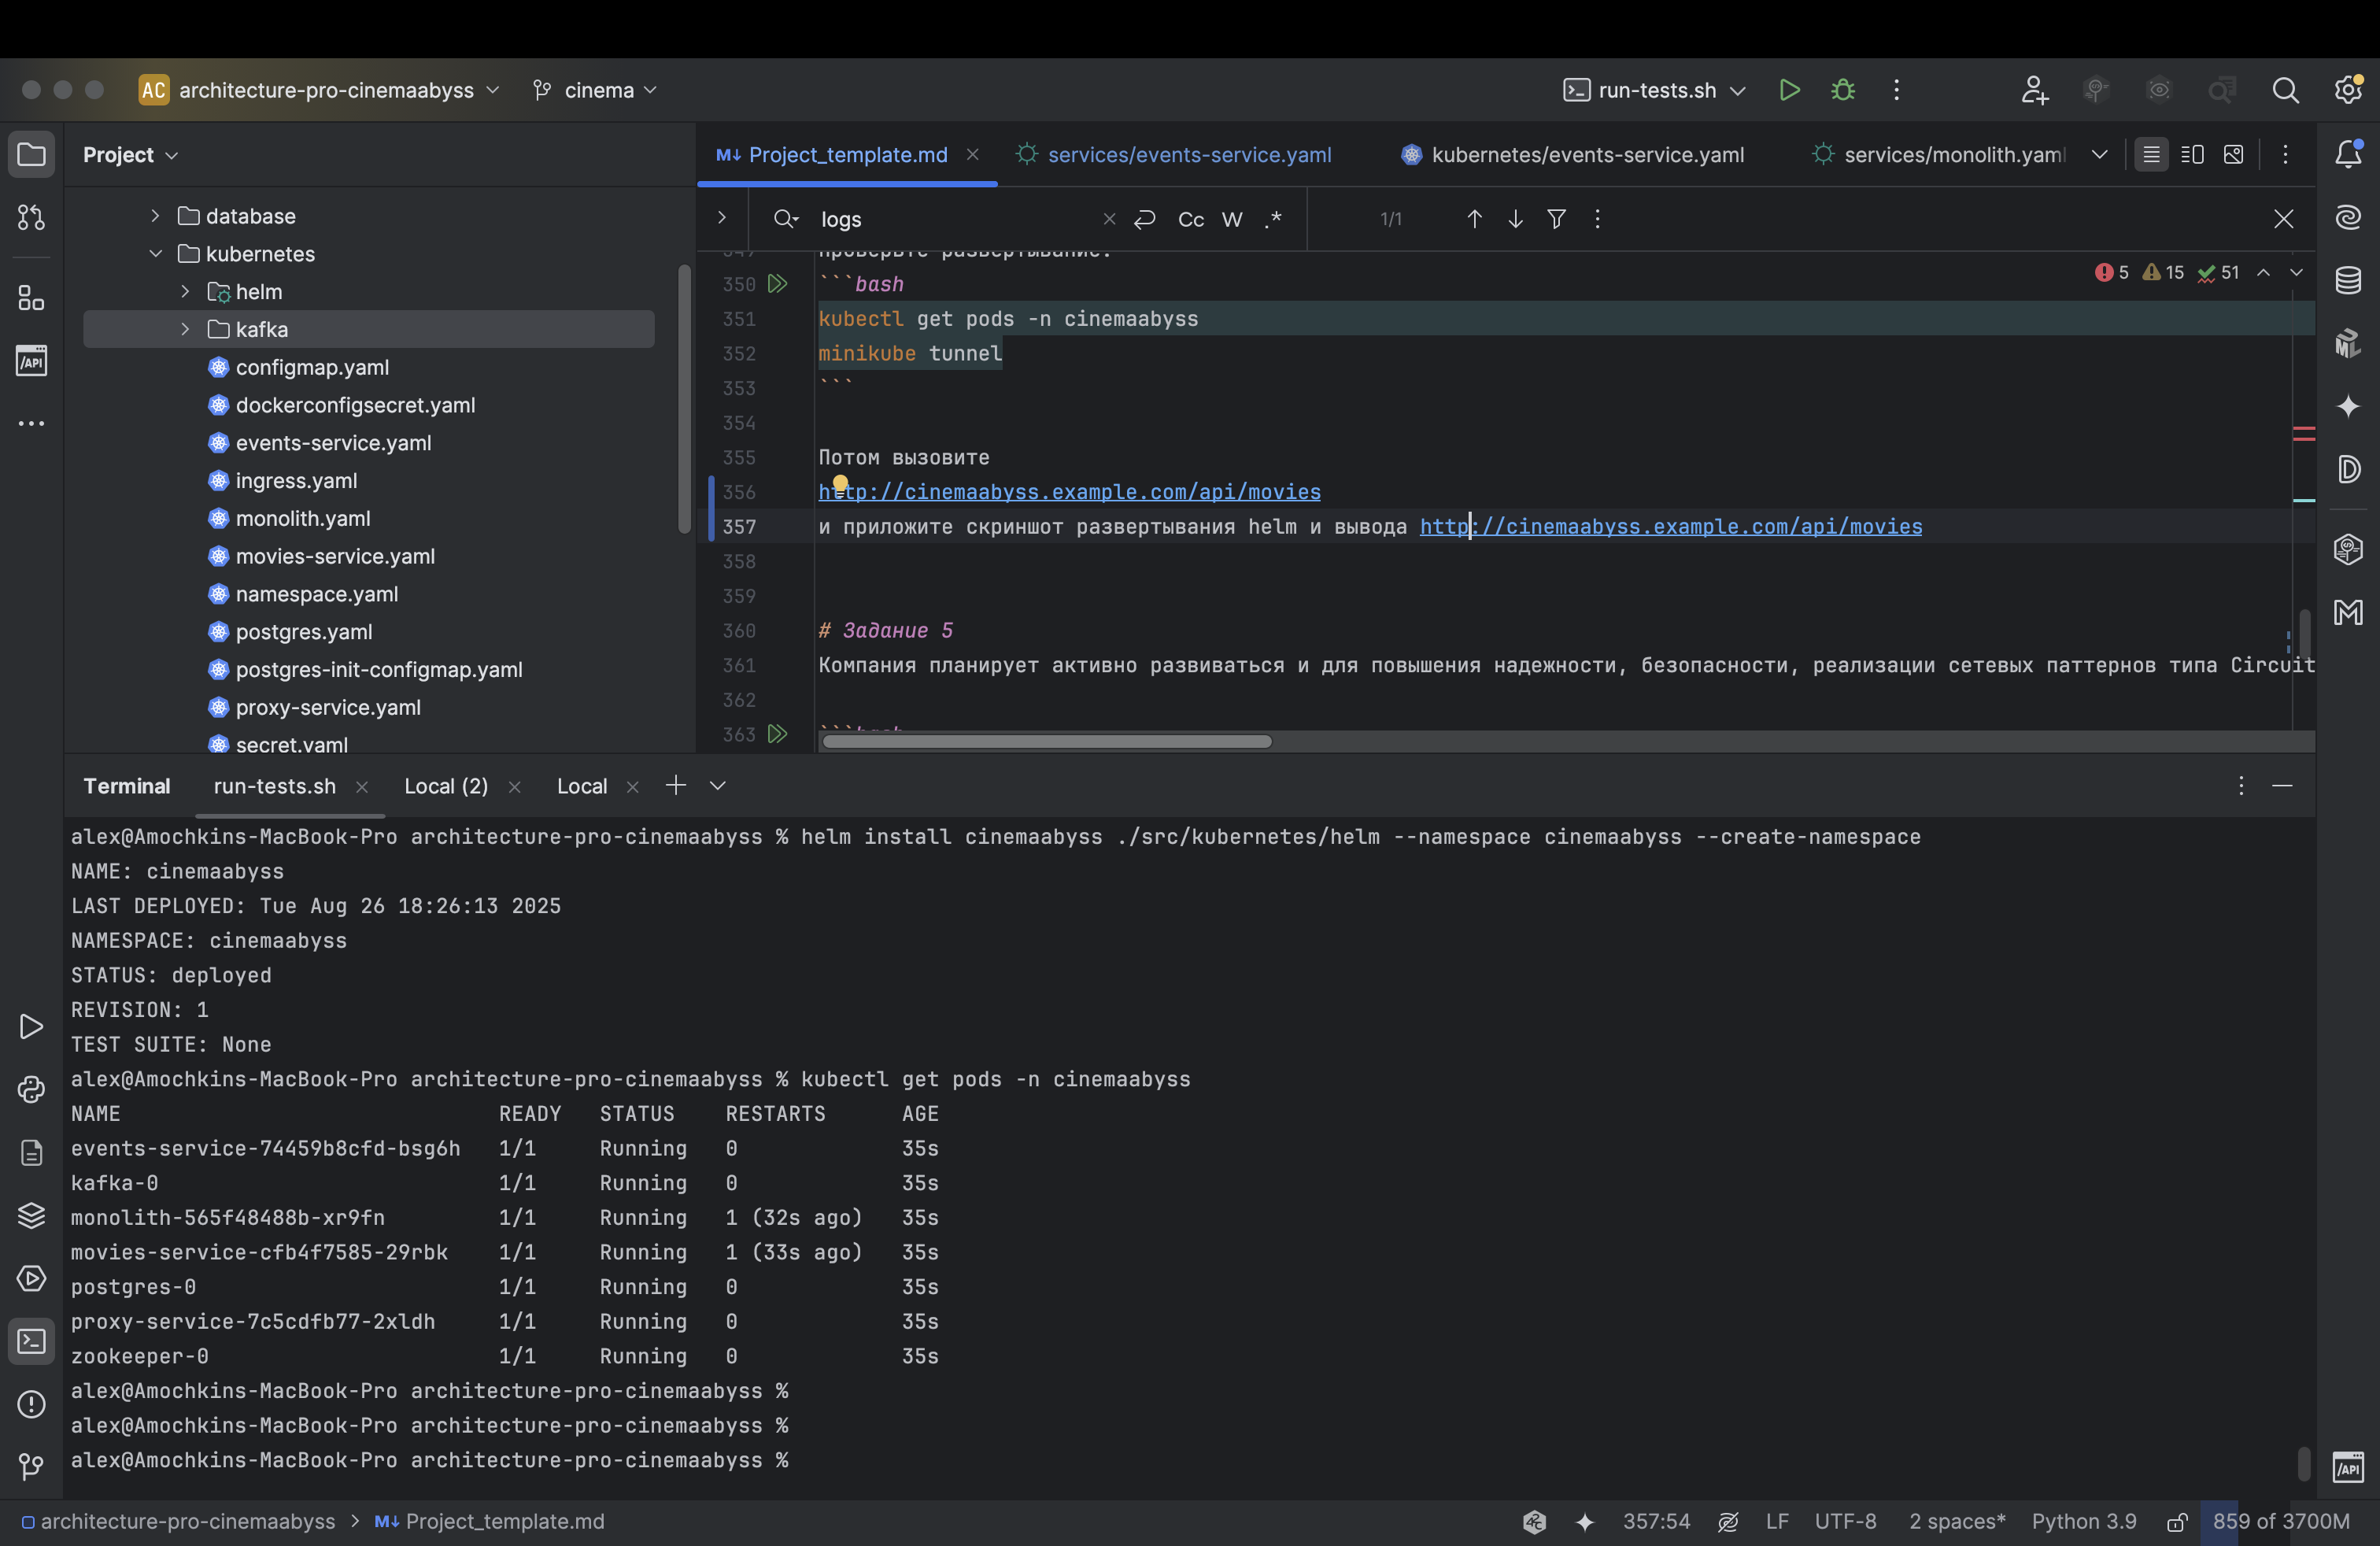 AC architecture-pro-cinemaabyss cinema run-tests.sh
Project
database
kubernetes
helm
kafka
configmap.yaml
dockerconfigsecret.yaml
events-service.yaml
ingress.yaml
monolith.yaml
movies-service.yaml
namespace.yaml
postgres.yaml
postgres-init-configmap.yaml
proxy-service.yaml
secret.yaml
M↓ Project_template.md services/events-service.yaml kubernetes/events-service.yaml services/monolith.yaml
logs Cc W .* 1/1
5 15 51
349 Проверьте развертывание:
350 ```bash
351 kubectl get pods -n cinemaabyss
352 minikube tunnel
353 ```
354
355 Потом вызовите
356 http://cinemaabyss.example.com/api/movies
357 и приложите скриншот развертывания helm и вывода http://cinemaabyss.example.com/api/movies
358
359
360 # Задание 5
361 Компания планирует активно развиваться и для повышения надежности, безопасности, реализации сетевых паттернов типа Circuit
362
363 ```bash
Terminal run-tests.sh Local (2) Local
alex@Amochkins-MacBook-Pro architecture-pro-cinemaabyss % helm install cinemaabyss ./src/kubernetes/helm --namespace cinemaabyss --create-namespace
NAME: cinemaabyss
LAST DEPLOYED: Tue Aug 26 18:26:13 2025
NAMESPACE: cinemaabyss
STATUS: deployed
REVISION: 1
TEST SUITE: None
alex@Amochkins-MacBook-Pro architecture-pro-cinemaabyss % kubectl get pods -n cinemaabyss
NAME READY STATUS RESTARTS AGE
events-service-74459b8cfd-bsg6h 1/1 Running 0 35s
kafka-0 1/1 Running 0 35s
monolith-565f48488b-xr9fn 1/1 Running 1 (32s ago) 35s
movies-service-cfb4f7585-29rbk 1/1 Running 1 (33s ago) 35s
postgres-0 1/1 Running 0 35s
proxy-service-7c5cdfb77-2xldh 1/1 Running 0 35s
zookeeper-0 1/1 Running 0 35s
alex@Amochkins-MacBook-Pro architecture-pro-cinemaabyss %
alex@Amochkins-MacBook-Pro architecture-pro-cinemaabyss %
alex@Amochkins-MacBook-Pro architecture-pro-cinemaabyss %
architecture-pro-cinemaabyss > M↓ Project_template.md 357:54 LF UTF-8 2 spaces* Python 3.9 859 of 3700M